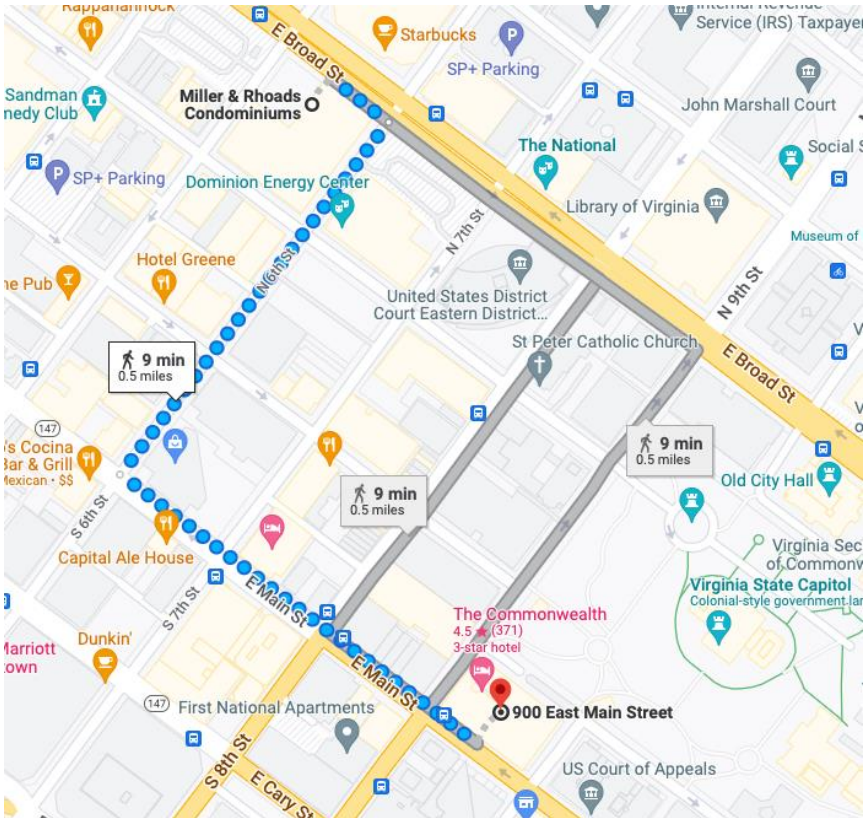 Rappahannock
E Broad St
Starbucks
P
SP+ Parking
Internal Revenue
Service (IRS) Taxpayer
Miller & Rhoads
Condominiums
Sandman
medy Club
John Marshall Court
The National
Social S
P
SP+ Parking
Dominion Energy Center
Library of Virginia
N 7th St
Museum of
Hotel Greene
N 6th St
N 9th St
ne Pub
United States District
Court Eastern District...
St Peter Catholic Church
E Broad St
9 min
0.5 miles
147
's Cocina
Bar & Grill
Mexican • $$
9 min
0.5 miles
9 min
0.5 miles
Old City Hall
S 6th St
Capital Ale House
Virginia Sec
of Commonw
E Main St
Virginia State Capitol
Colonial-style government lan
S 7th St
The Commonwealth
4.5 ★ (371)
3-star hotel
Marriott
town
Dunkin'
E Main St
147
First National Apartments
900 East Main Street
S 8th St
E Cary St
US Court of Appeals